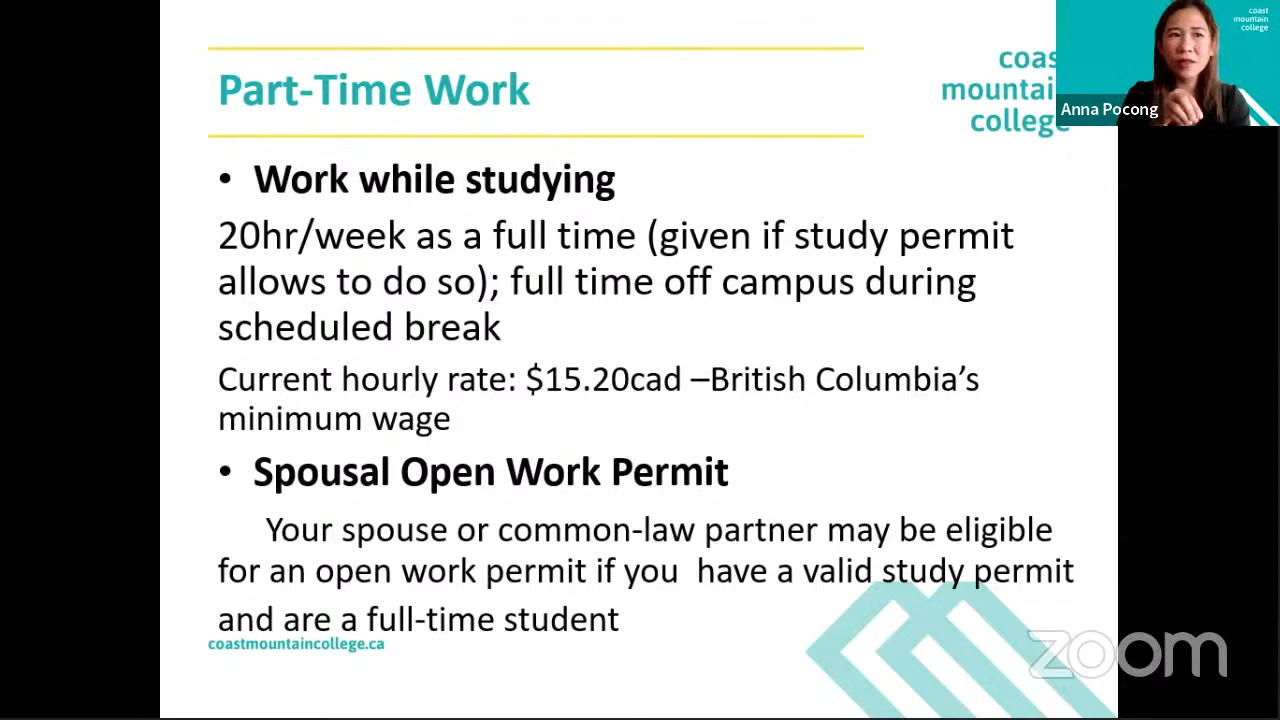 Part-Time Work
coas
mountai
college
coast
mountain
college
Anna Pocong
• Work while studying
20hr/week as a full time (given if study permit
allows to do so); full time off campus during
scheduled break
Current hourly rate: $15.20cad –British Columbia’s
minimum wage
• Spousal Open Work Permit
Your spouse or common-law partner may be eligible
for an open work permit if you have a valid study permit
and are a full-time student
coastmountaincollege.ca
zoom